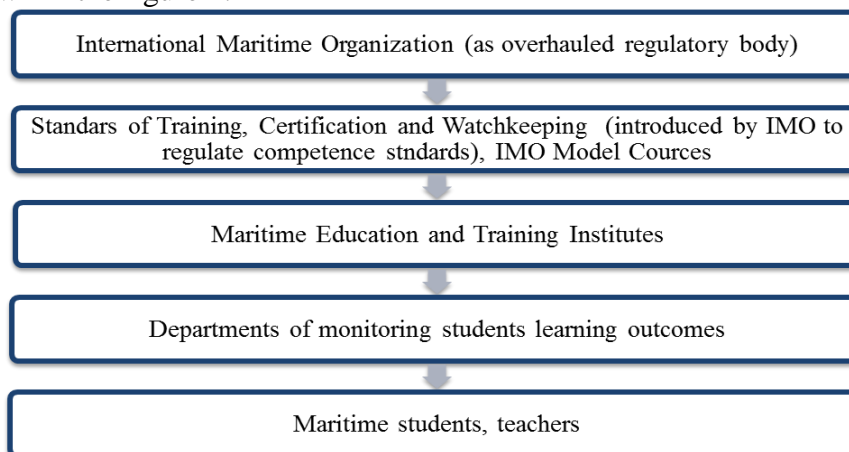 International Maritime Organization (as overhauled regulatory body)
Standars of Training, Certification and Watchkeeping (introduced by IMO to
regulate competence stndards), IMO Model Cources
Maritime Education and Training Institutes
Departments of monitoring students learning outcomes
Maritime students, teachers